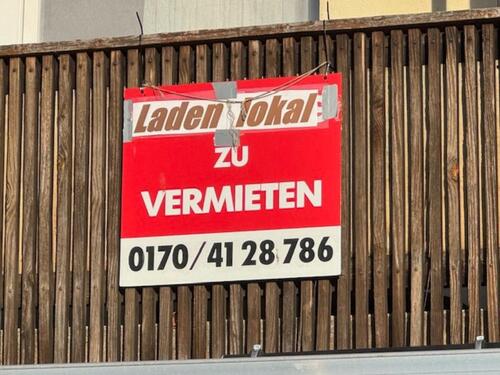 Laden lokal
ZU
VERMIETEN
0170/41 28 786